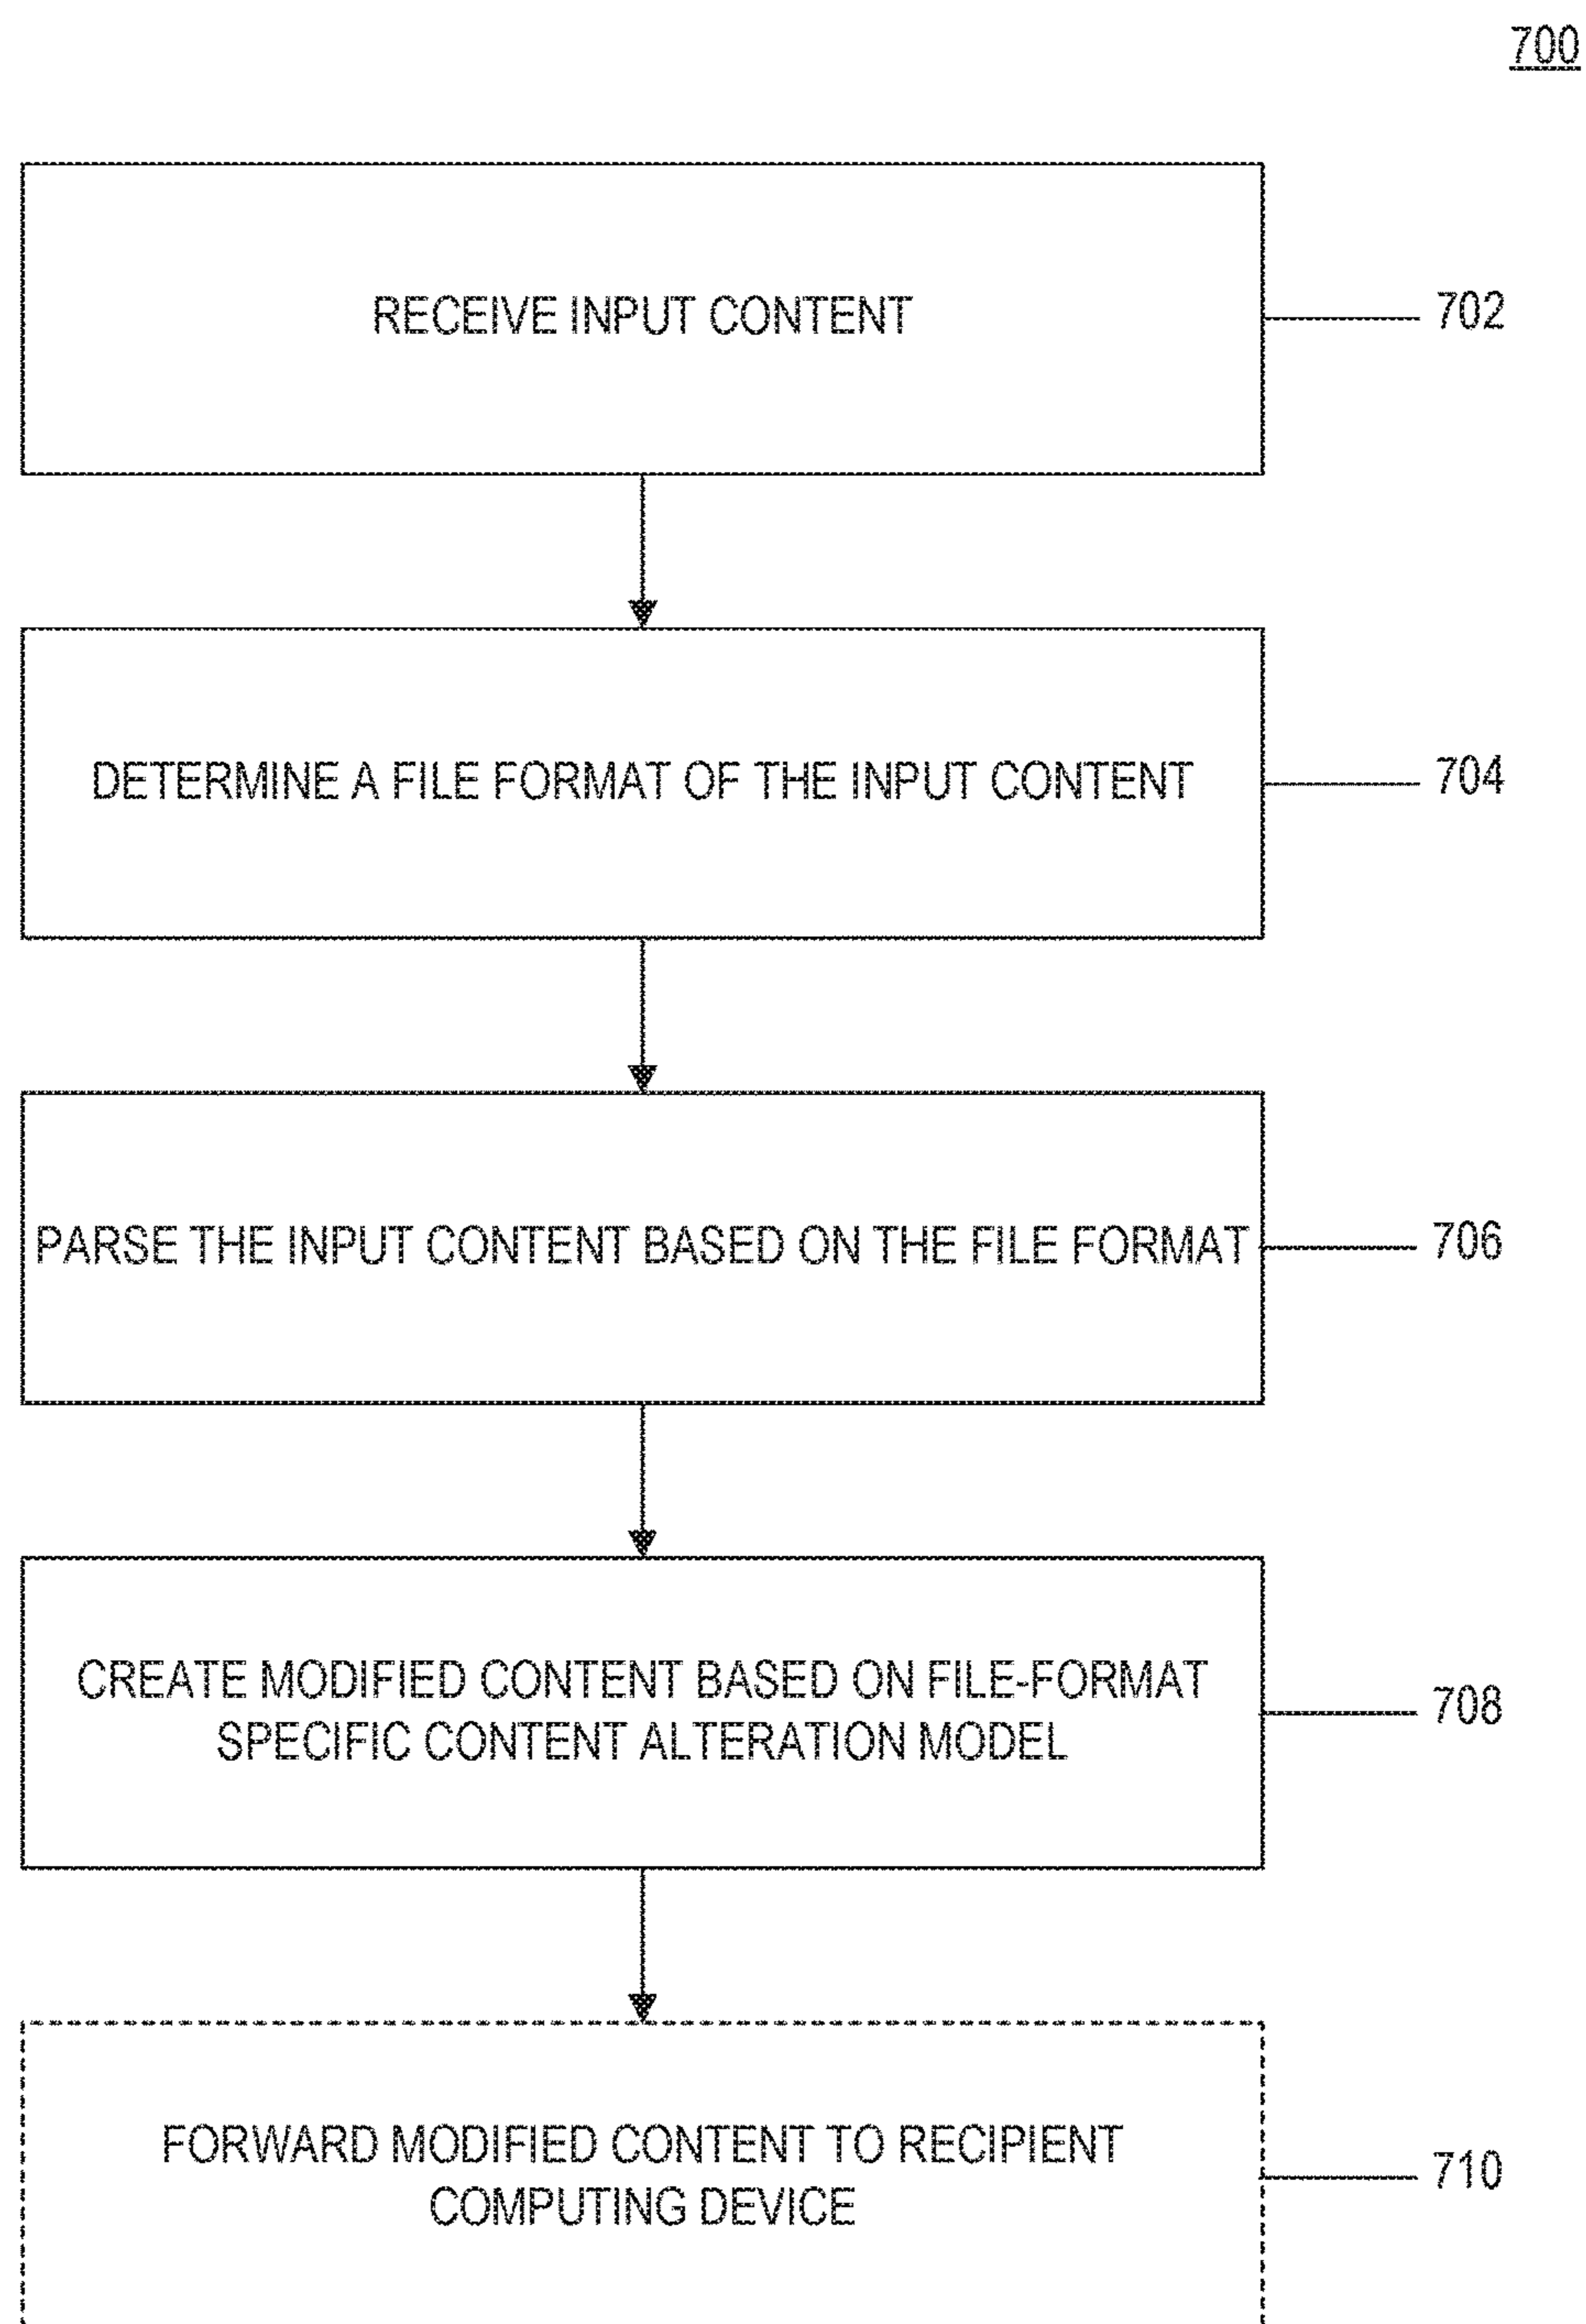 700
RECEIVE INPUT CONTENT
702
DETERMINE A FILE FORMAT OF THE INPUT CONTENT
704
PARSE THE INPUT CONTENT BASED ON THE FILE FORMAT
706
CREATE MODIFIED CONTENT BASED ON FILE-FORMAT
SPECIFIC CONTENT ALTERATION MODEL
708
FORWARD MODIFIED CONTENT TO RECIPIENT
COMPUTING DEVICE
710